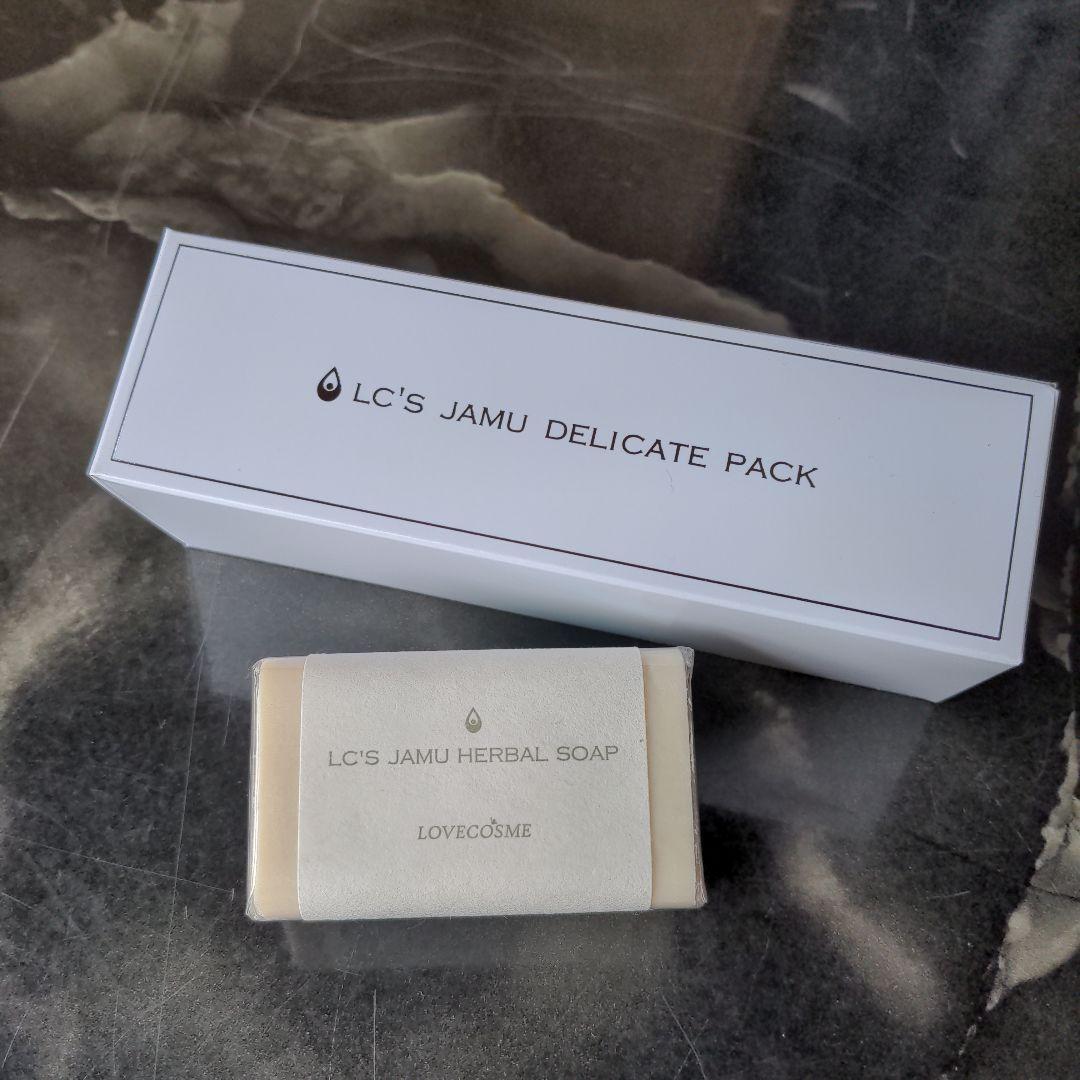 LC'S JAMU DELICATE PACK
LC'S JAMU HERBAL SOAP
LOVECOSME